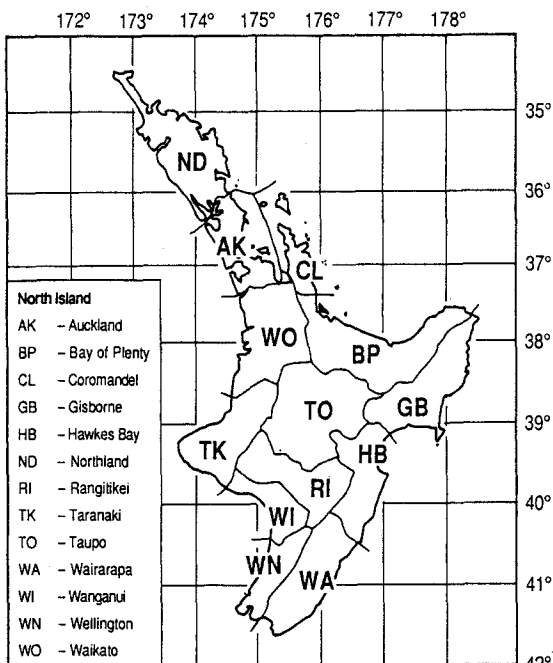 172° 174° 175° 176° 177° 178°
35°
ND
36°
AK
CL
37°
North Island
AK – Auckland
BP – Bay of Plenty
CL – Coromandel
GB – Gisborne
HB – Hawkes Bay
ND – Northland
RI – Rangitikei
TK – Taranaki
TO – Taupo
WA – Wairarapa
WI – Wanganui
WN – Wellington
WO – Waikato
WO
BP
38°
TO
GB
39°
TK
HB
RI
40°
WI
WN
WA
41°
42°